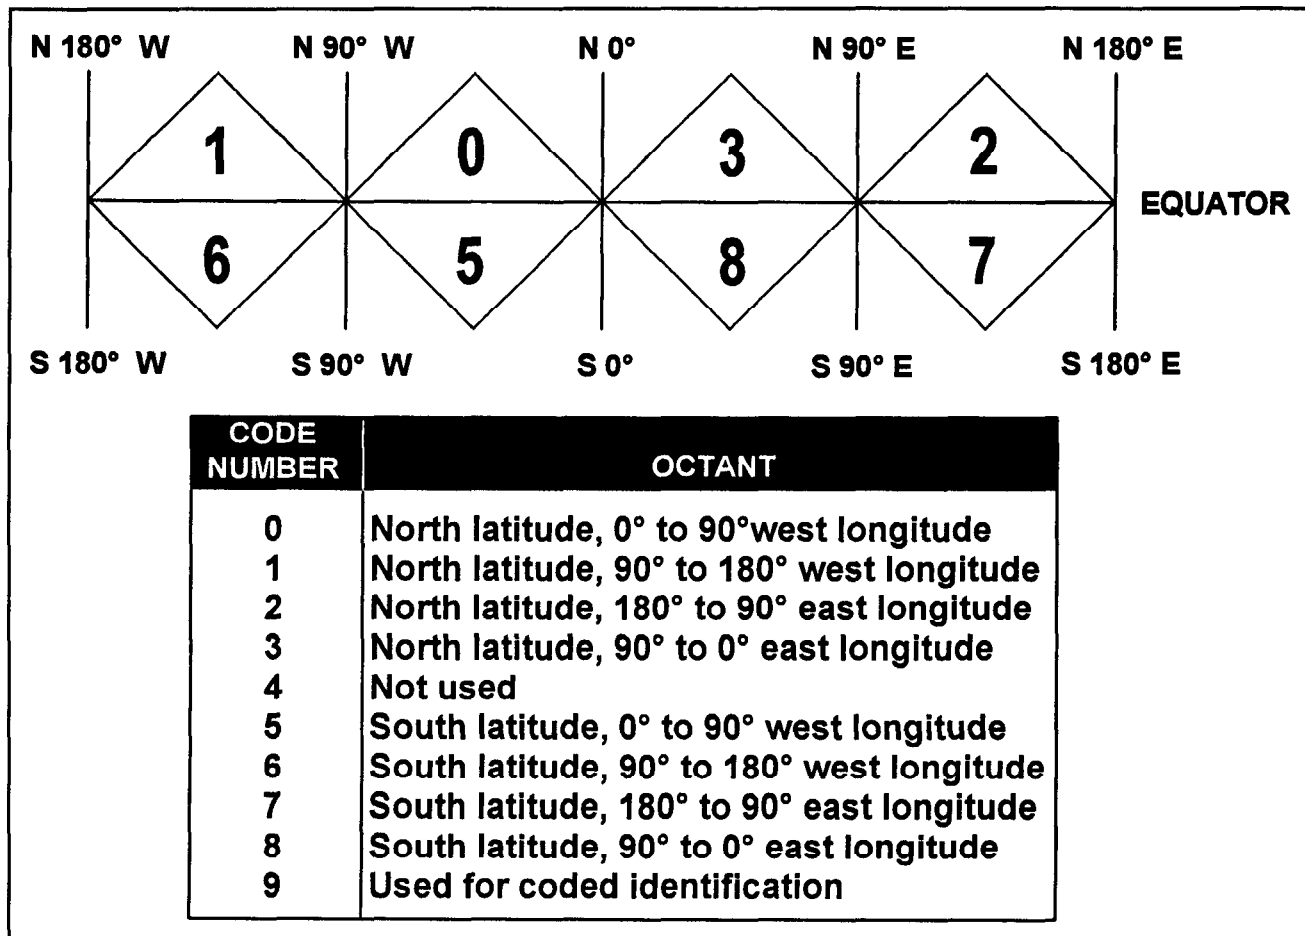 N 180° W N 90° W N 0° N 90° E N 180° E
1 0 3 2
EQUATOR
6 5 8 7
S 180° W S 90° W S 0° S 90° E S 180° E
CODE
NUMBER OCTANT
0 North latitude, 0° to 90°west longitude
1 North latitude, 90° to 180° west longitude
2 North latitude, 180° to 90° east longitude
3 North latitude, 90° to 0° east longitude
4 Not used
5 South latitude, 0° to 90° west longitude
6 South latitude, 90° to 180° west longitude
7 South latitude, 180° to 90° east longitude
8 South latitude, 90° to 0° east longitude
9 Used for coded identification